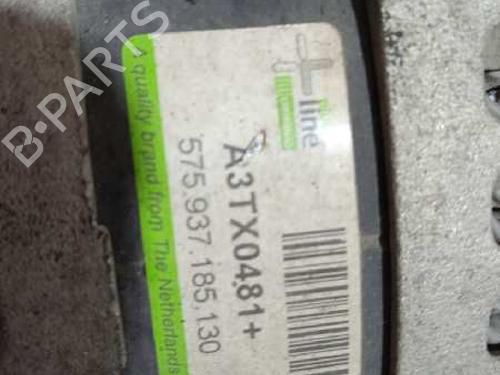 line
A3TX0481+
575.937.185.130
A quality brand from The Netherlands
B-PARTS